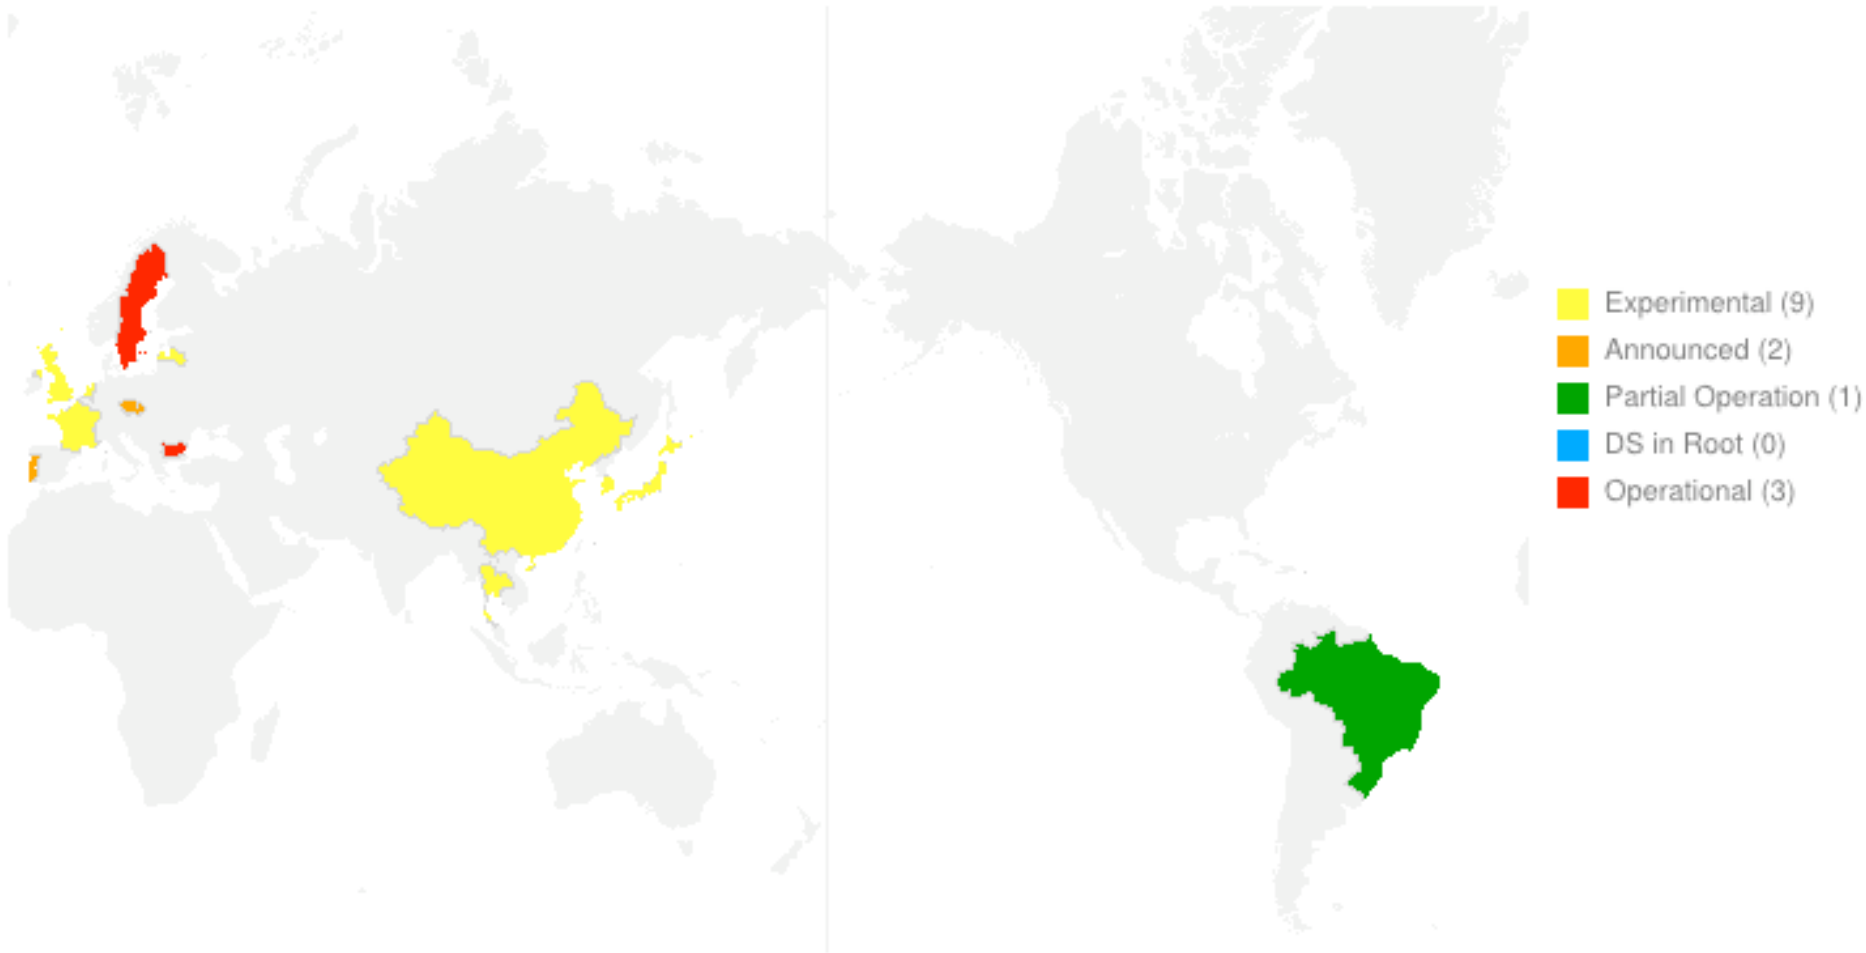 Experimental (9)
Announced (2)
Partial Operation (1)
DS in Root (0)
Operational (3)